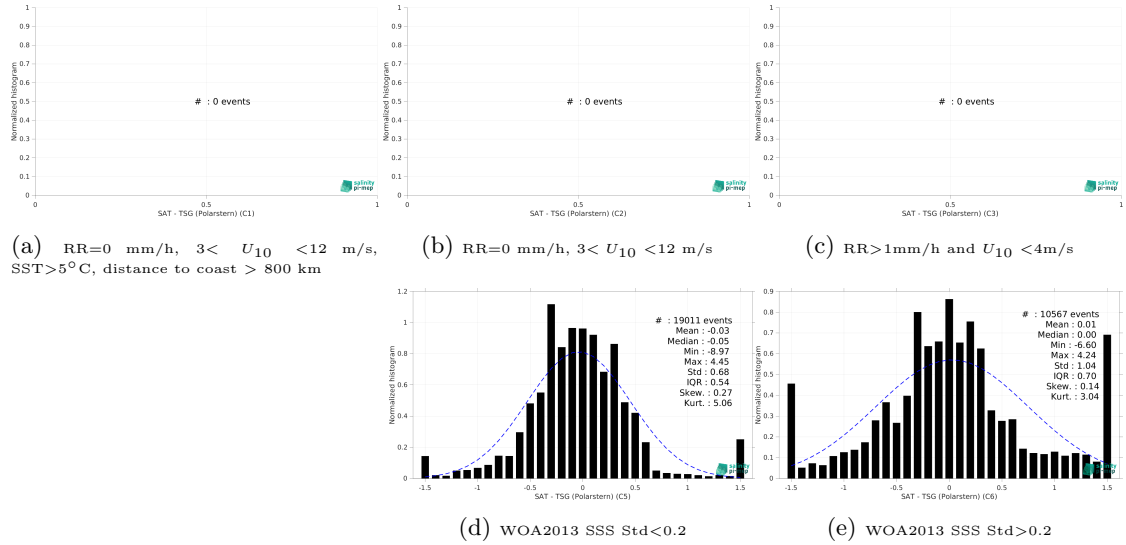 1
0.9
0.8
0.7
0.6
0.5
0.4
0.3
0.2
0.1
0
Normalized histogram
# : 0 events
salinity
pi-mep
0 0.5 1
SAT - TSG (Polarstern) (C1)
1
0.9
0.8
0.7
0.6
0.5
0.4
0.3
0.2
0.1
0
Normalized histogram
# : 0 events
salinity
pi-mep
0 0.5 1
SAT - TSG (Polarstern) (C2)
1
0.9
0.8
0.7
0.6
0.5
0.4
0.3
0.2
0.1
0
Normalized histogram
# : 0 events
salinity
pi-mep
0 0.5 1
SAT - TSG (Polarstern) (C3)
(a) RR=0 mm/h, 3< U10 <12 m/s,
SST>5°C, distance to coast > 800 km
(b) RR=0 mm/h, 3< U10 <12 m/s
(c) RR>1mm/h and U10 <4m/s
1.2
1
0.8
0.6
0.4
0.2
0
Normalized histogram
# : 19011 events
Mean : -0.03
Median : -0.05
Min : -8.97
Max : 4.45
Std : 0.68
IQR : 0.54
Skew. : 0.27
Kurt. : 5.06
salinity
pi-mep
-1.5 -1 -0.5 0 0.5 1 1.5
SAT - TSG (Polarstern) (C5)
0.9
0.8
0.7
0.6
0.5
0.4
0.3
0.2
0.1
0
Normalized histogram
# : 10567 events
Mean : 0.01
Median : 0.00
Min : -6.60
Max : 4.24
Std : 1.04
IQR : 0.70
Skew. : 0.14
Kurt. : 3.04
-1.5 -1 -0.5 0 0.5 1 1.5
SAT - TSG (Polarstern) (C6)
(d) WOA2013 SSS Std<0.2
(e) WOA2013 SSS Std>0.2